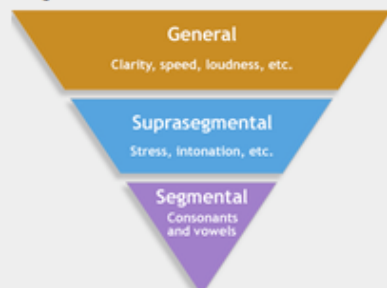 General
Clarity, speed, loudness, etc.
Suprasegmental
Stress, intonation, etc.
Segmental
Consonants
and vowels